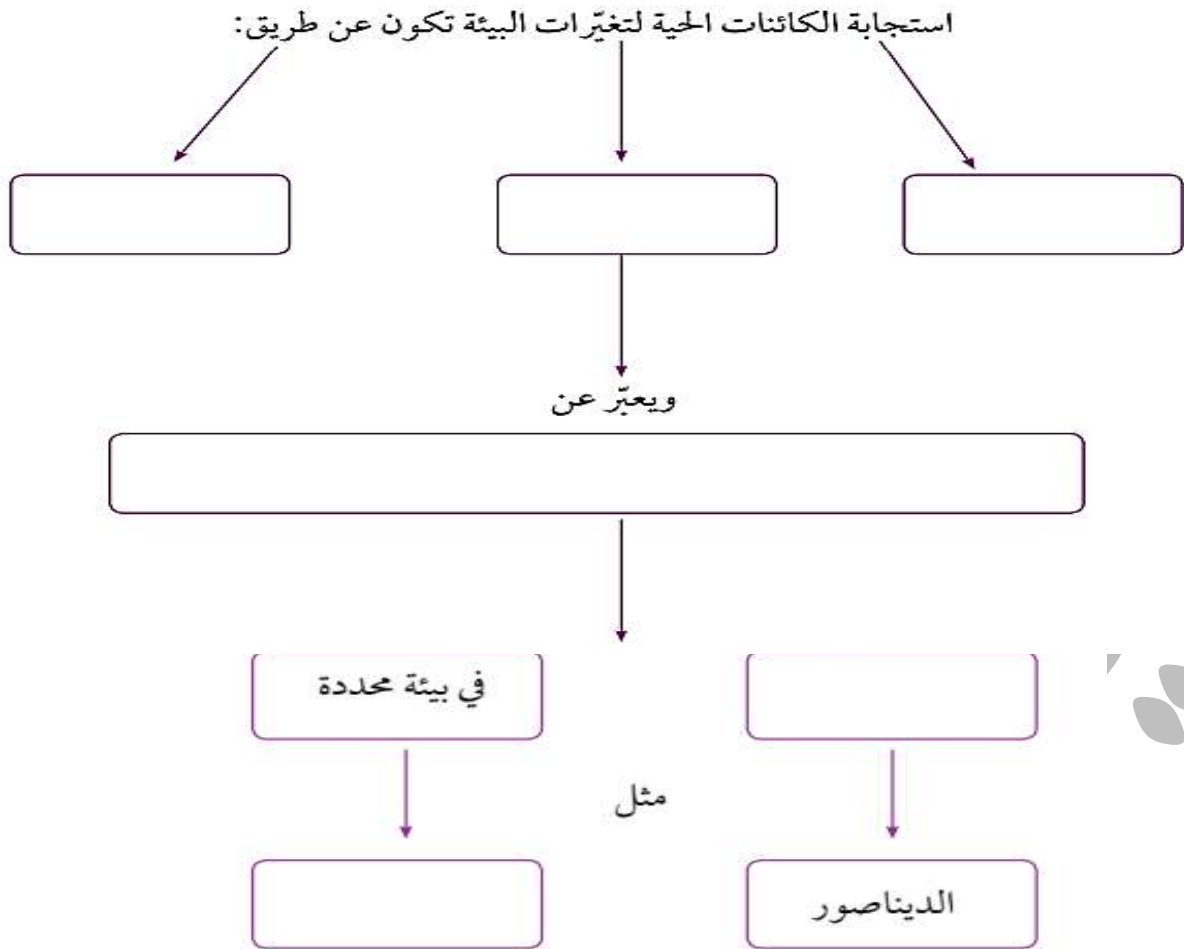 استجابة الكائنات الحية لتغيّرات البيئة تكون عن طريق:
ويعبّر عن
في بيئة محددة
مثل
الديناصور